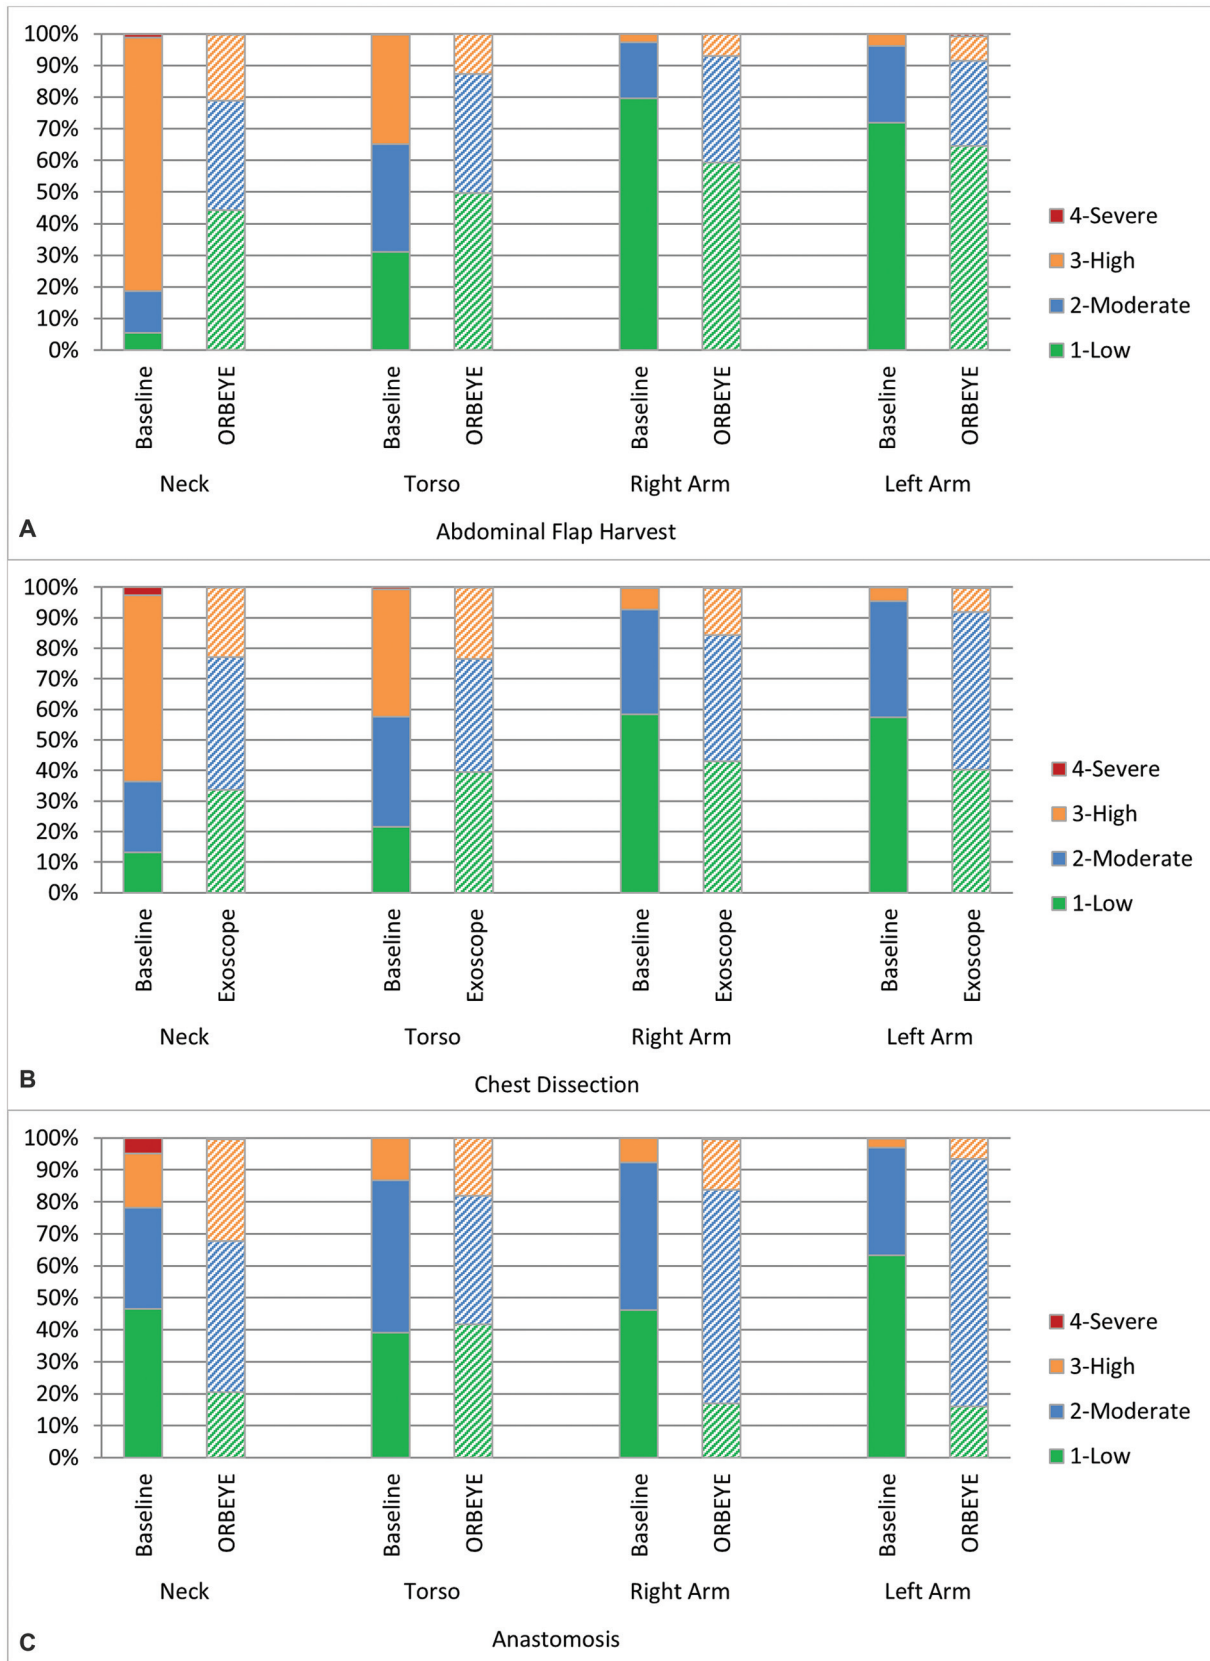 100%
90%
80%
70%
60%
50%
40%
30%
20%
10%
0%
Baseline
ORBEYE
Baseline
ORBEYE
Baseline
ORBEYE
Baseline
ORBEYE
Neck Torso Right Arm Left Arm
4-Severe
3-High
2-Moderate
1-Low
A
Abdominal Flap Harvest
100%
90%
80%
70%
60%
50%
40%
30%
20%
10%
0%
Baseline
Exoscope
Baseline
Exoscope
Baseline
Exoscope
Baseline
Exoscope
Neck Torso Right Arm Left Arm
4-Severe
3-High
2-Moderate
1-Low
B
Chest Dissection
100%
90%
80%
70%
60%
50%
40%
30%
20%
10%
0%
Baseline
ORBEYE
Baseline
ORBEYE
Baseline
ORBEYE
Baseline
ORBEYE
Neck Torso Right Arm Left Arm
4-Severe
3-High
2-Moderate
1-Low
C
Anastomosis